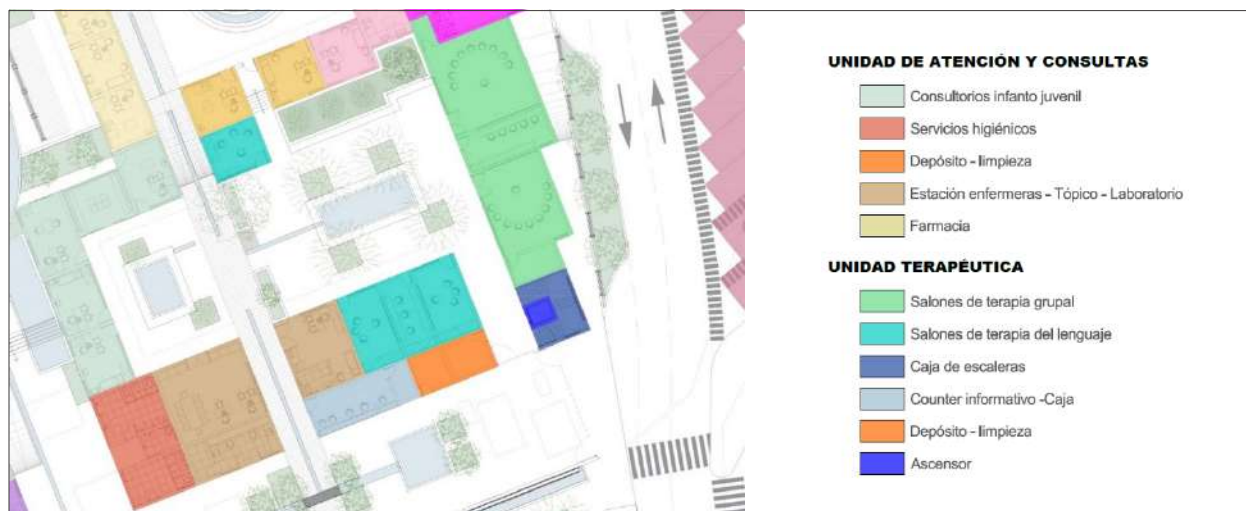 UNIDAD DE ATENCIÓN Y CONSULTAS
Consultorios infanto juvenil
Servicios higiénicos
Depósito - limpieza
Estación enfermeras - Tópico - Laboratorio
Farmacia
UNIDAD TERAPÉUTICA
Salones de terapia grupal
Salones de terapia del lenguaje
Caja de escaleras
Counter informativo -Caja
Depósito - limpieza
Ascensor